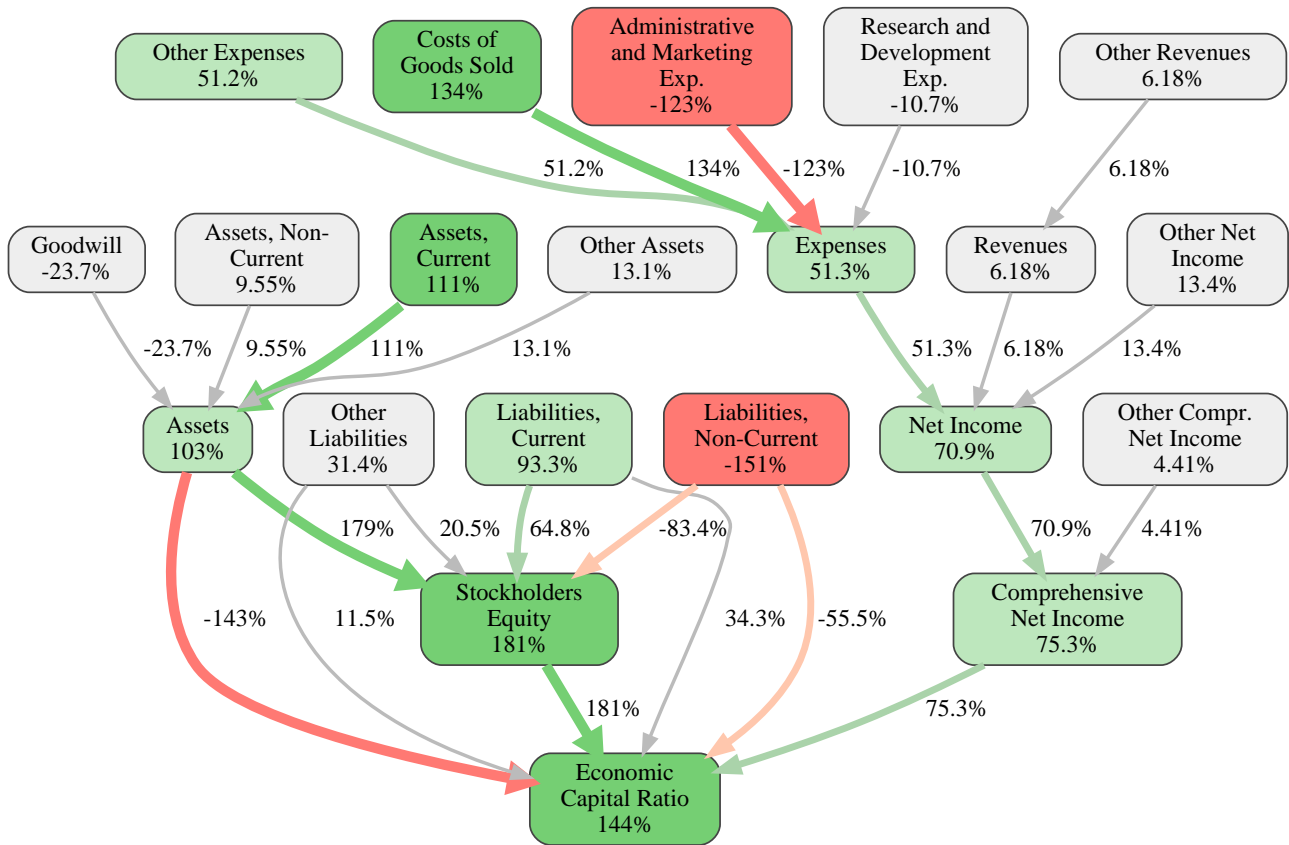 Other Expenses
51.2%
Costs of
Goods Sold
134%
Administrative
and Marketing
Exp.
-123%
Research and
Development
Exp.
-10.7%
Other Revenues
6.18%
51.2%
134%
-123%
-10.7%
6.18%
Goodwill
-23.7%
Assets, Non-
Current
9.55%
Assets,
Current
111%
Other Assets
13.1%
Expenses
51.3%
Revenues
6.18%
Other Net
Income
13.4%
-23.7%
9.55%
111%
13.1%
51.3%
6.18%
13.4%
Assets
103%
Other
Liabilities
31.4%
Liabilities,
Current
93.3%
Liabilities,
Non-Current
-151%
Net Income
70.9%
Other Compr.
Net Income
4.41%
179%
20.5%
64.8%
-83.4%
70.9%
4.41%
Stockholders
Equity
181%
Comprehensive
Net Income
75.3%
-143%
11.5%
34.3%
-55.5%
181%
75.3%
Economic
Capital Ratio
144%